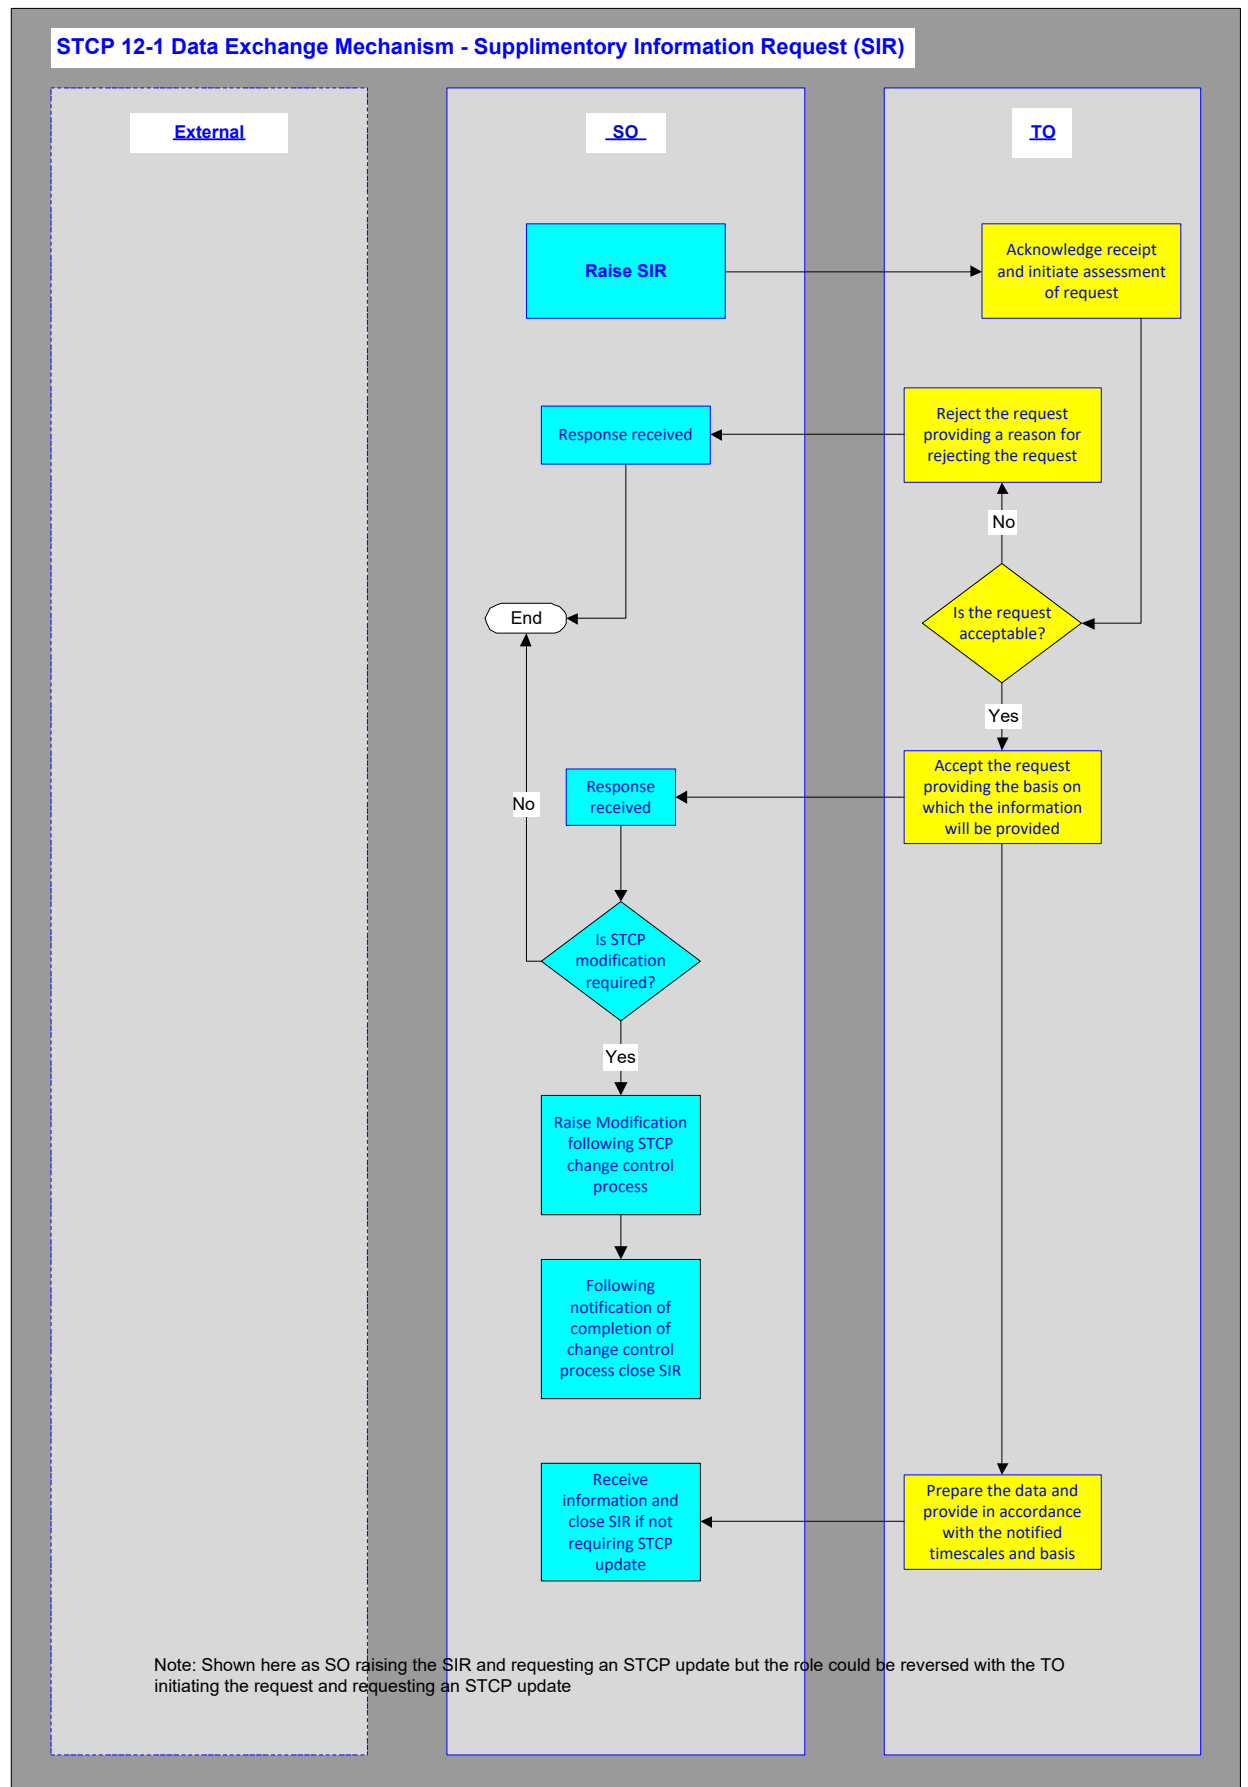 STCP 12-1 Data Exchange Mechanism - Supplimentory Information Request (SIR)
External
SO
TO
Raise SIR
Acknowledge receipt
and initiate assessment
of request
Response received
Reject the request
providing a reason for
rejecting the request
No
End
Is the request
acceptable?
Yes
Response
received
Accept the request
providing the basis on
which the information
will be provided
No
Is STCP
modification
required?
Yes
Raise Modification
following STCP
change control
process
Following
notification of
completion of
change control
process close SIR
Receive
information and
close SIR if not
requiring STCP
update
Prepare the data and
provide in accordance
with the notified
timescales and basis
Note: Shown here as SO raising the SIR and requesting an STCP update but the role could be reversed with the TO
initiating the request and requesting an STCP update